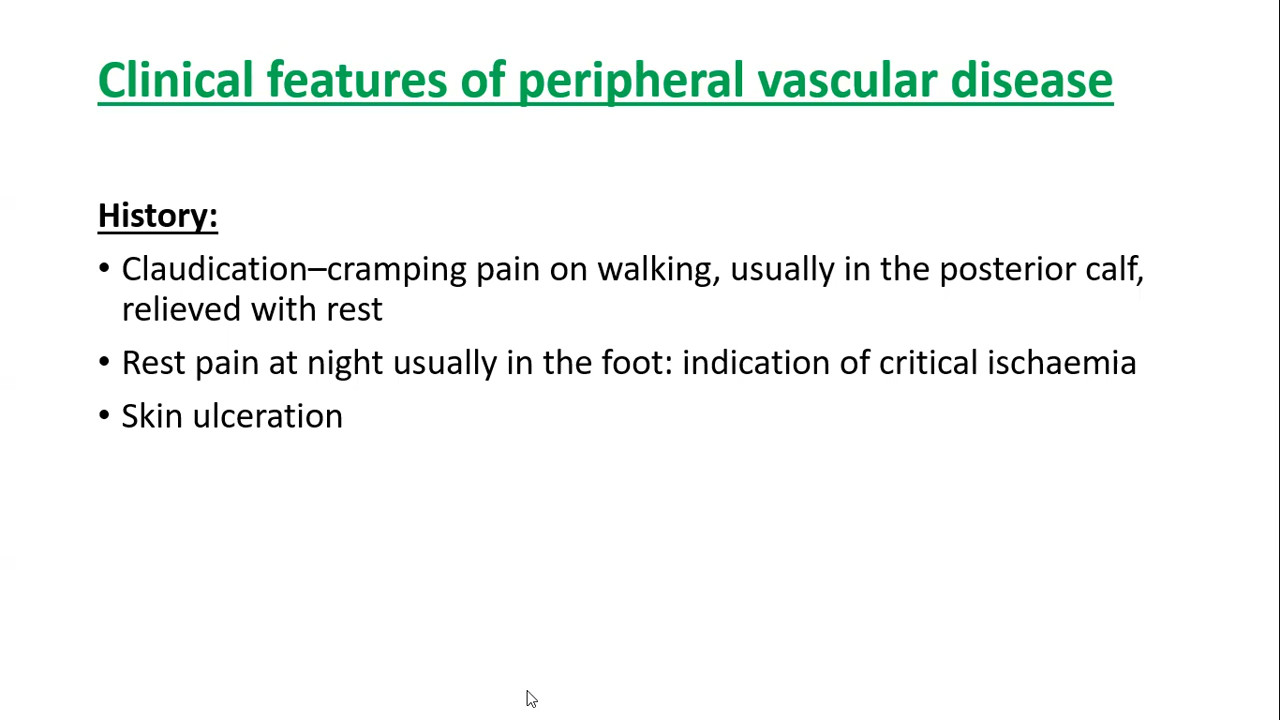 Clinical features of peripheral vascular disease
History:
• Claudication–cramping pain on walking, usually in the posterior calf,
relieved with rest
• Rest pain at night usually in the foot: indication of critical ischaemia
• Skin ulceration